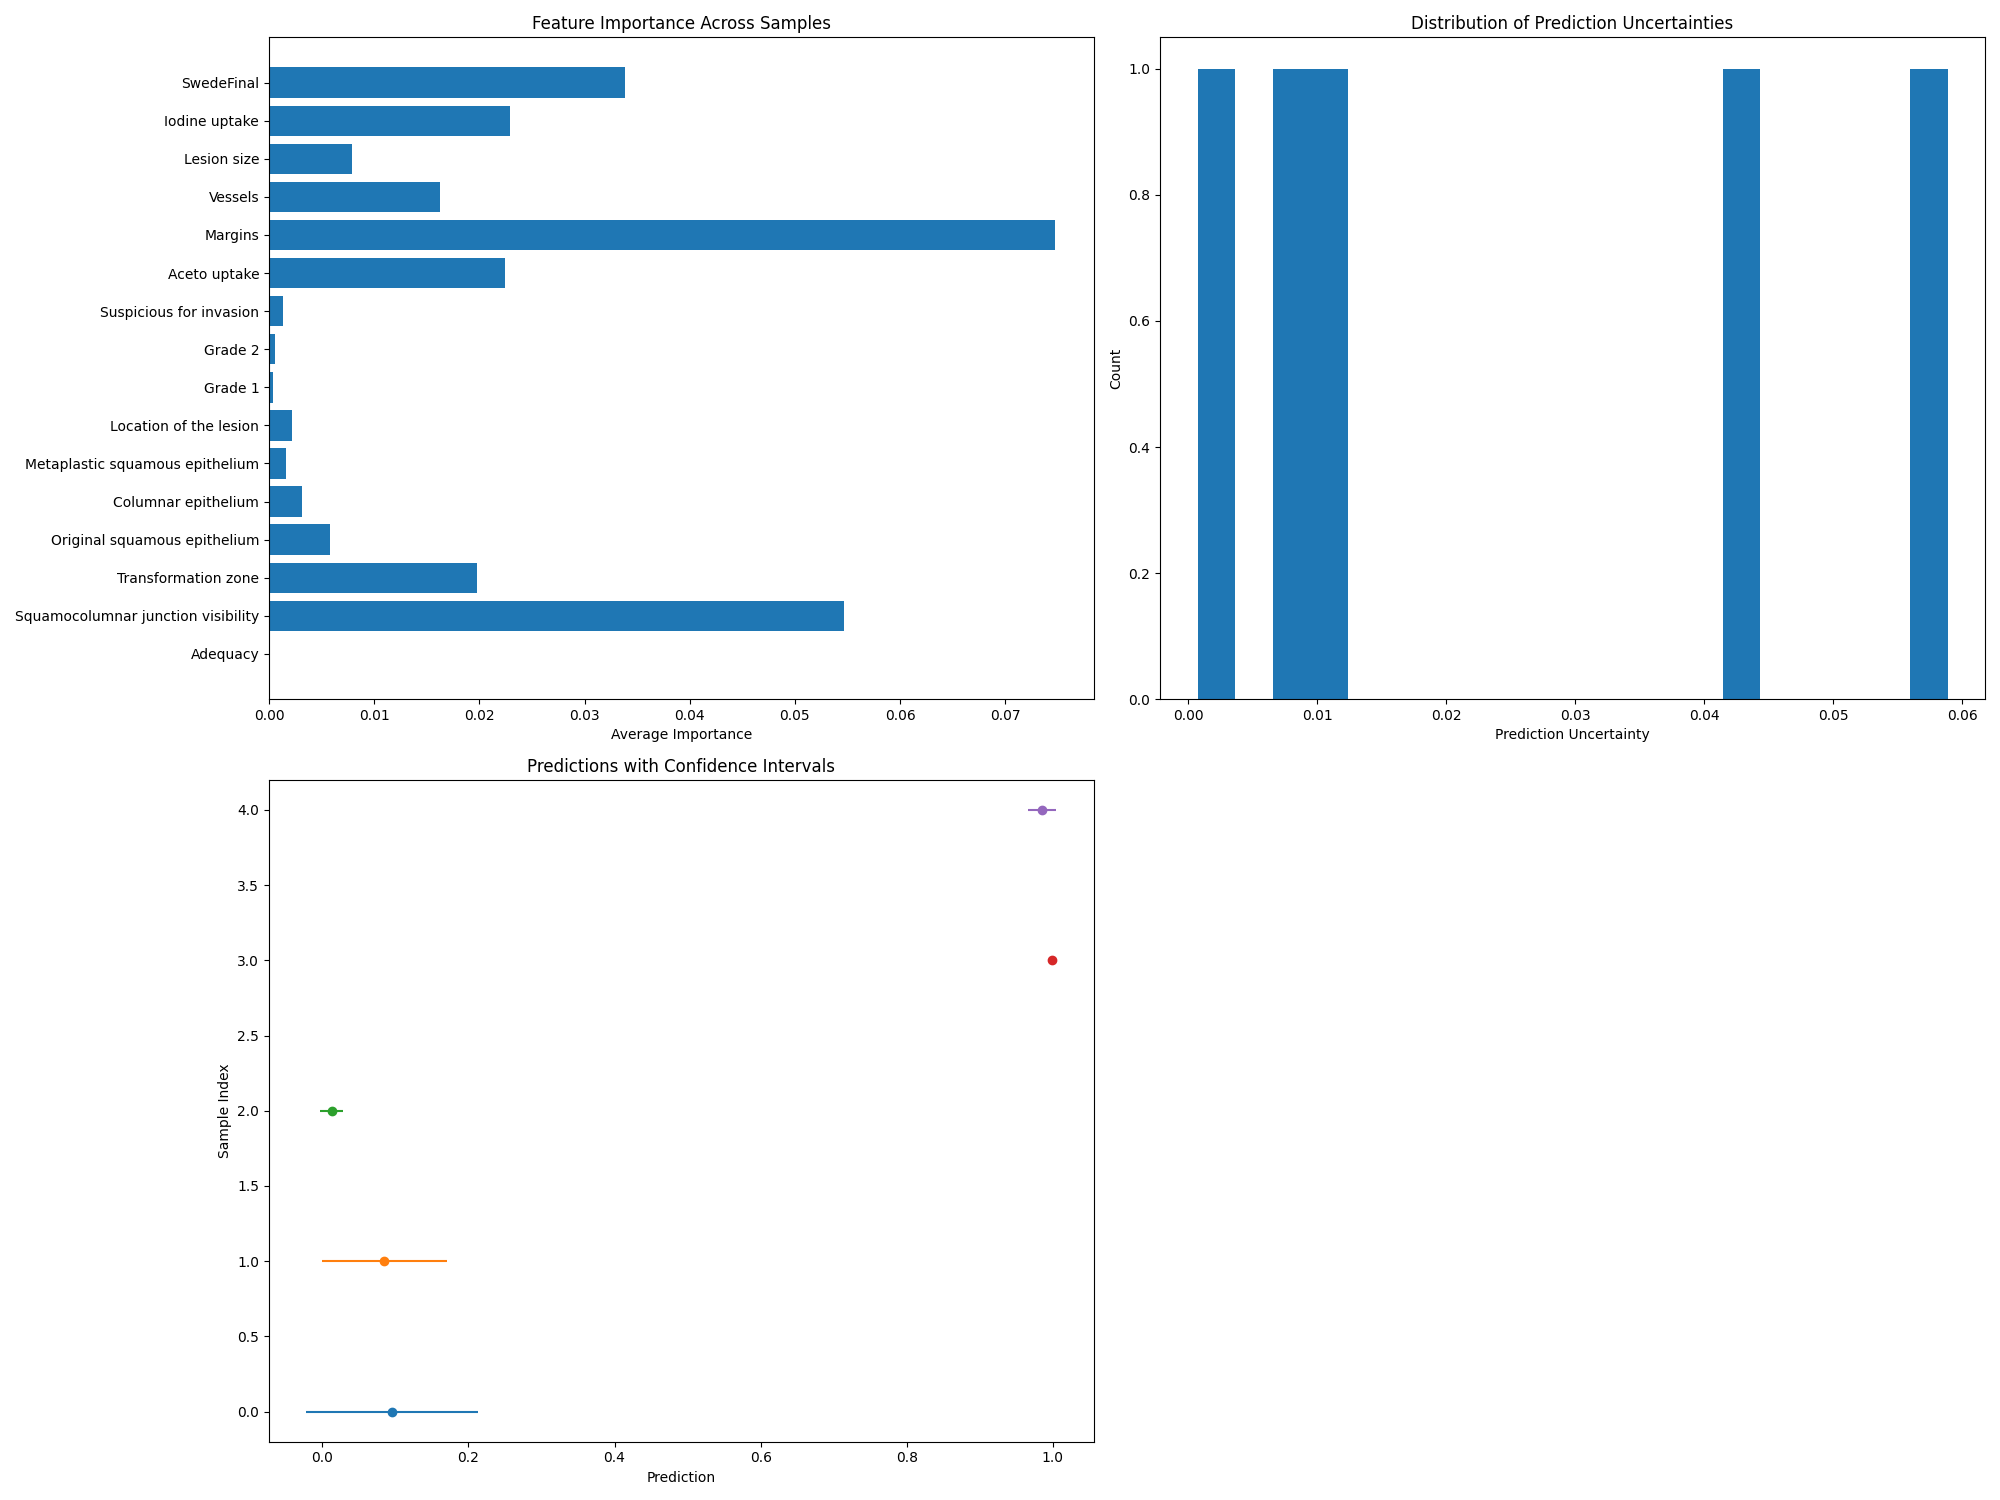 Feature Importance Across Samples
SwedeFinal
Iodine uptake
Lesion size
Vessels
Margins
Aceto uptake
Suspicious for invasion
Grade 2
Grade 1
Location of the lesion
Metaplastic squamous epithelium
Columnar epithelium
Original squamous epithelium
Transformation zone
Squamocolumnar junction visibility
Adequacy
0.00 0.01 0.02 0.03 0.04 0.05 0.06 0.07
Average Importance
Distribution of Prediction Uncertainties
1.0
0.8
0.6
0.4
0.2
0.0
Count
0.00 0.01 0.02 0.03 0.04 0.05 0.06
Prediction Uncertainty
Predictions with Confidence Intervals
4.0
3.5
3.0
2.5
2.0
1.5
1.0
0.5
0.0
Sample Index
0.0 0.2 0.4 0.6 0.8 1.0
Prediction